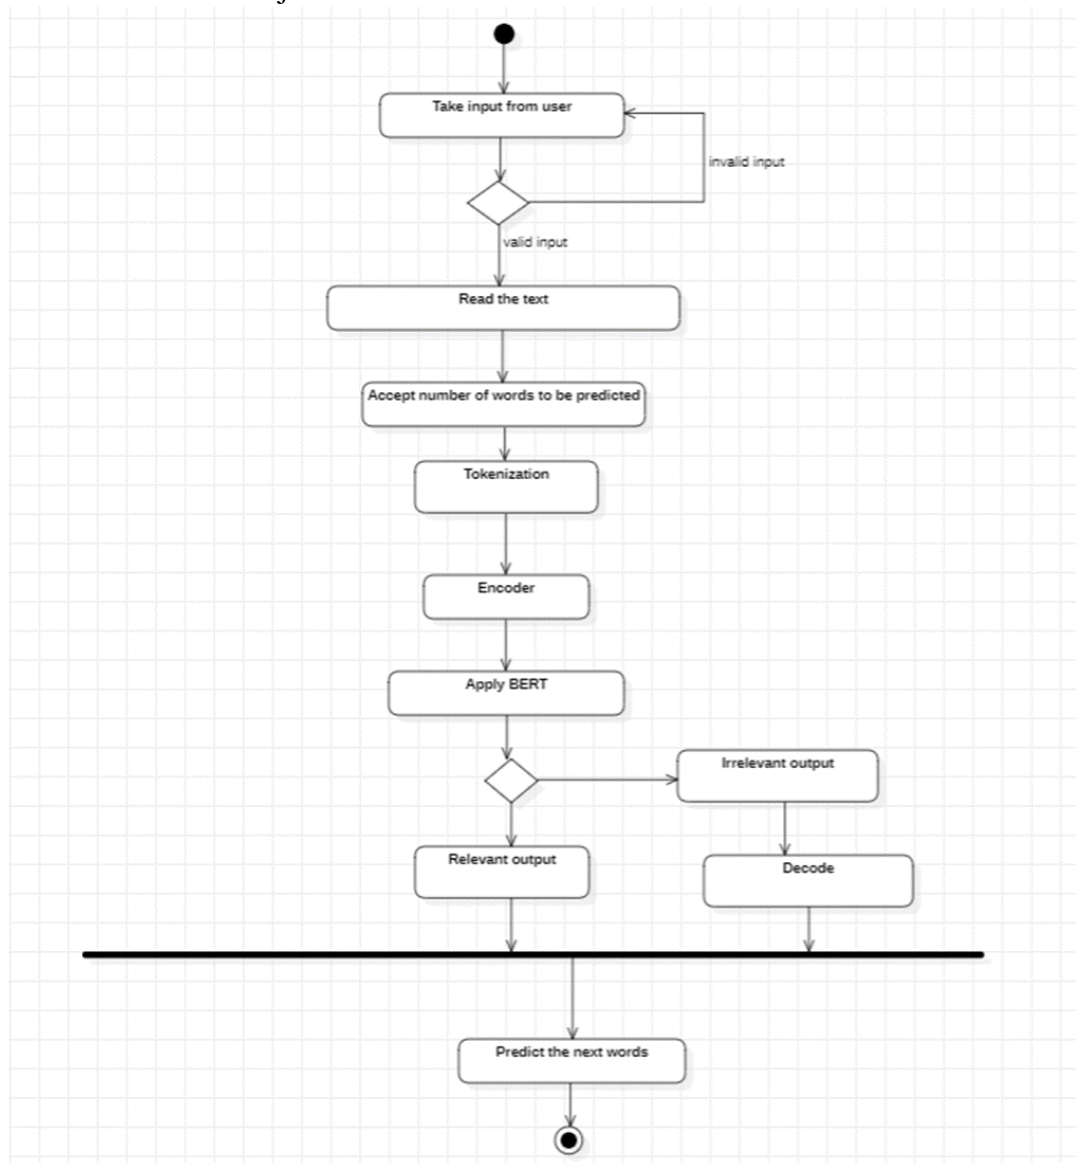 Take input from user
invalid input
valid input
Read the text
Accept number of words to be predicted
Tokenization
Encoder
Apply BERT
Irrelevant output
Relevant output
Decode
Predict the next words